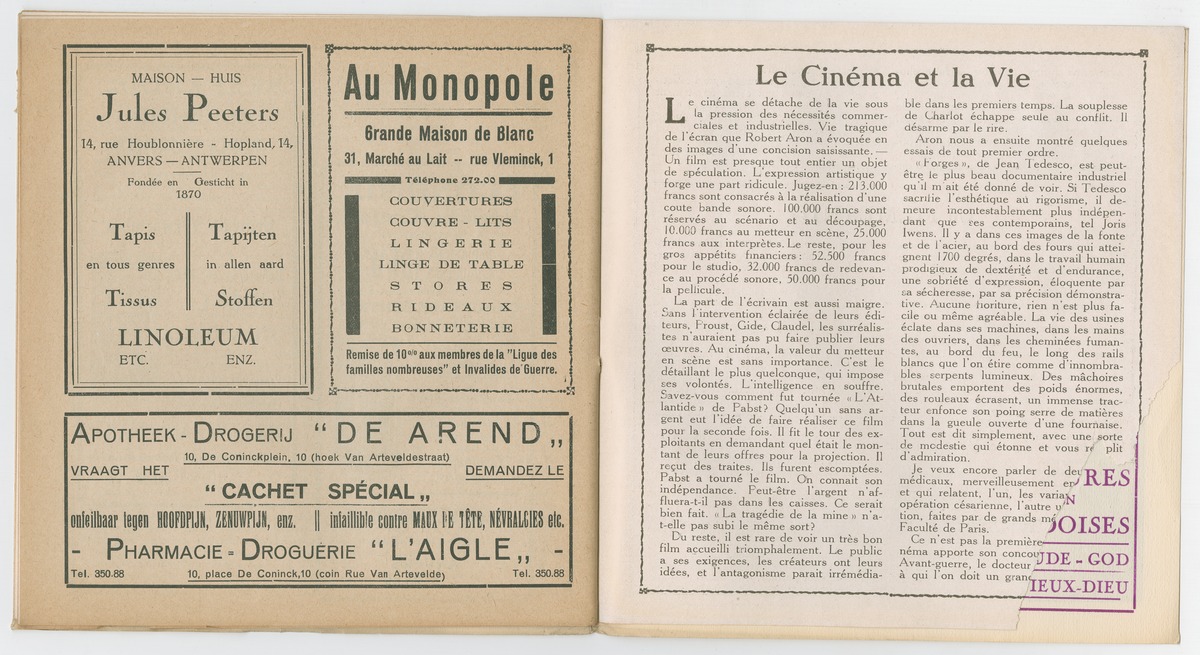 MAISON — HUIS
Jules Peeters
14, rue Houblonnière - Hopland, 14,
ANVERS — ANTWERPEN
Fondée en Gesticht in
1870
Tapis Tapijten
en tous genres in allen aard
Tissus Stoffen
LINOLEUM
ETC. ENZ.
Au Monopole
Grande Maison de Blanc
31, Marché au Lait -- rue Vleminck, 1
Téléphone 272.00
COUVERTURES
COUVRE - LITS
LINGERIE
LINGE DE TABLE
STORES
RIDEAUX
BONNETERIE
Remise de 10 o/o aux membres de la "Ligue des
familles nombreuses" et Invalides de Guerre.
APOTHEEK - DROGERIJ “DE AREND„
10, De Coninckplein, 10 (hoek Van Arteveldestraat)
VRAAGT HET DEMANDEZ LE
“CACHET SPÉCIAL„
onfeilbaar tegen HOOFDPIJN, ZENUWPIJN, enz. || infaillible contre MAUX DE TÊTE, NÉVRALGIES etc.
- PHARMACIE - DROGUERIE “L'AIGLE„ -
Tel. 350.88 10, place De Coninck, 10 (coin Rue Van Artevelde) Tel. 350.88
Le Cinéma et la Vie
Le cinéma se détache de la vie sous
la pression des nécessités commer-
ciales et industrielles. Vie tragique
de l'écran que Robert Aron a évoquée en
des images d'une concision saisissante. —
Un film est presque tout entier un objet
de spéculation. L'expression artistique y
forge une part ridicule. Jugez-en : 213.000
francs sont consacrés à la réalisation d'une
coute bande sonore. 100.000 francs sont
réservés au scénario et au découpage,
10.000 francs au metteur en scène, 25.000
francs aux interprètes. Le reste, pour les
gros appétits financiers : 52.500 francs
pour le studio, 32.000 francs de redevan-
ce au procédé sonore, 50.000 francs pour
la pellicule.
La part de l'écrivain est aussi maigre.
Sans l'intervention éclairée de leurs édi-
teurs, Proust, Gide, Claudel, les surréalis-
tes n'auraient pas pu faire publier leurs
œuvres. Au cinéma, la valeur du metteur
en scène est sans importance. C'est le
détaillant le plus quelconque, qui impose
ses volontés. L'intelligence en souffre.
Savez-vous comment fut tournée « L'At-
lantide » de Pabst ? Quelqu'un sans ar-
gent eut l'idée de faire réaliser ce film
pour la seconde fois. Il fit le tour des ex-
ploitants en demandant quel était le mon-
tant de leurs offres pour la projection. Il
reçut des traites. Ils furent escomptées.
Pabst a tourné le film. On connait son
indépendance. Peut-être l'argent n'af-
fluera-t-il pas dans les caisses. Ce serait
bien fait. « La tragédie de la mine » n'a-
t-elle pas subi le même sort ?
Du reste, il est rare de voir un très bon
film accueilli triomphalement. Le public
a ses exigences, les créateurs ont leurs
idées, et l'antagonisme parait irrémédia-
ble dans les premiers temps. La souplesse
de Charlot échappe seule au conflit. Il
désarme par le rire.
Aron nous a ensuite montré quelques
essais de tout premier ordre.
« Forges », de Jean Tedesco, est peut-
être le plus beau documentaire industriel
qu'il m ait été donné de voir. Si Tedesco
sacrifie l'esthétique au rigorisme, il de-
meure incontestablement plus indépen-
dant que ses contemporains, tel Joris
Iwens. Il y a dans ces images de la fonte
et de l'acier, au bord des fours qui attei-
gnent 1700 degrés, dans le travail humain
prodigieux de dextérité et d'endurance,
une sobriété d'expression, éloquente par
sa sécheresse, par sa précision démonstra-
tive. Aucune fioriture, rien n'est plus fa-
cile ou même agréable. La vie des usines
éclate dans ses machines, dans les mains
des ouvriers, dans les cheminées fuman-
tes, au bord du feu, le long des rails
blancs que l'on étire comme d'innombra-
bles serpents lumineux. Des mâchoires
brutales emportent des poids énormes,
des rouleaux écrasent, un immense trac-
teur enfonce son poing serre de matières
dans la gueule ouverte d'une fournaise.
Tout est dit simplement, avec une sorte
de modestie qui étonne et vous re plit
d'admiration.
Je veux encore parler de deu
médicaux, merveilleusement en
et qui relatent, l'un, les varia
opération césarienne, l'autre u
tion, faites par de grands mé
Faculté de Paris.
Ce n'est pas la première
néma apporte son concou
Avant-guerre, le docteur
à qui l'on doit un grand
RES
N
OISES
UDE - GOD
IEUX-DIEU